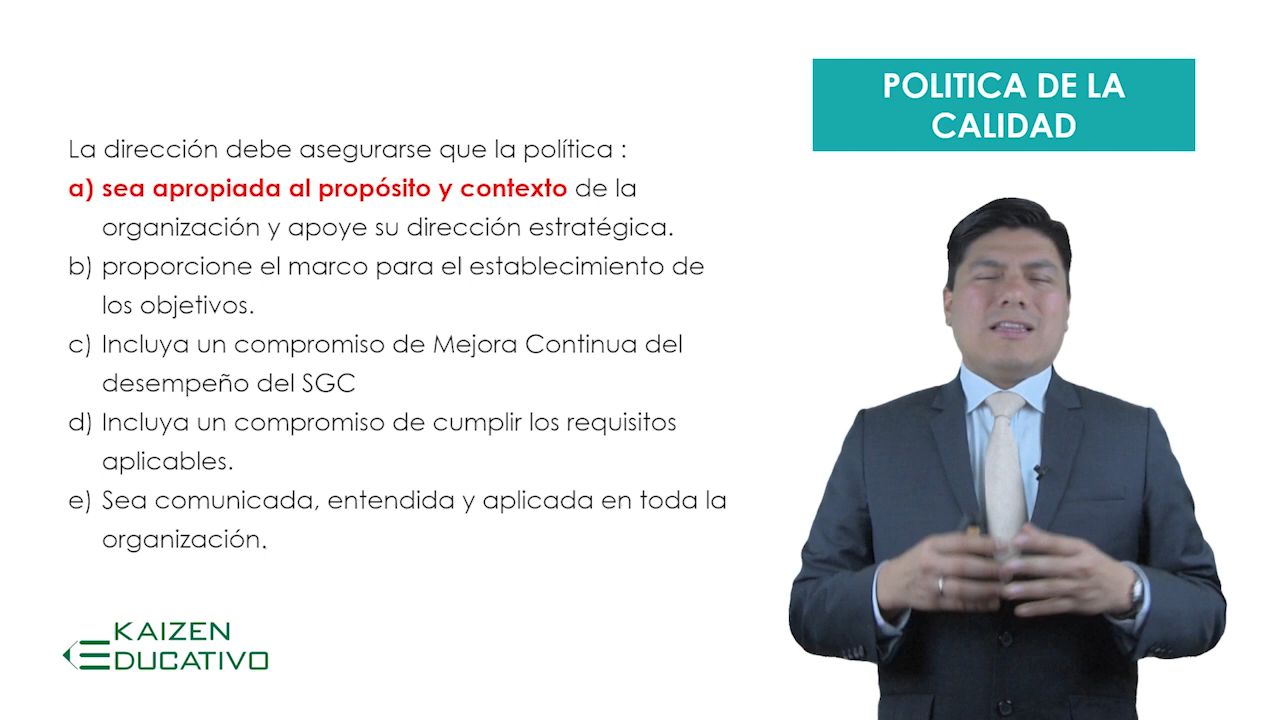 POLITICA DE LA
CALIDAD
La dirección debe asegurarse que la política :
a) sea apropiada al propósito y contexto de la
organización y apoye su dirección estratégica.
b) proporcione el marco para el establecimiento de
los objetivos.
c) Incluya un compromiso de Mejora Continua del
desempeño del SGC
d) Incluya un compromiso de cumplir los requisitos
aplicables.
e) Sea comunicada, entendida y aplicada en toda la
organización.
KAIZEN
EDUCATIVO